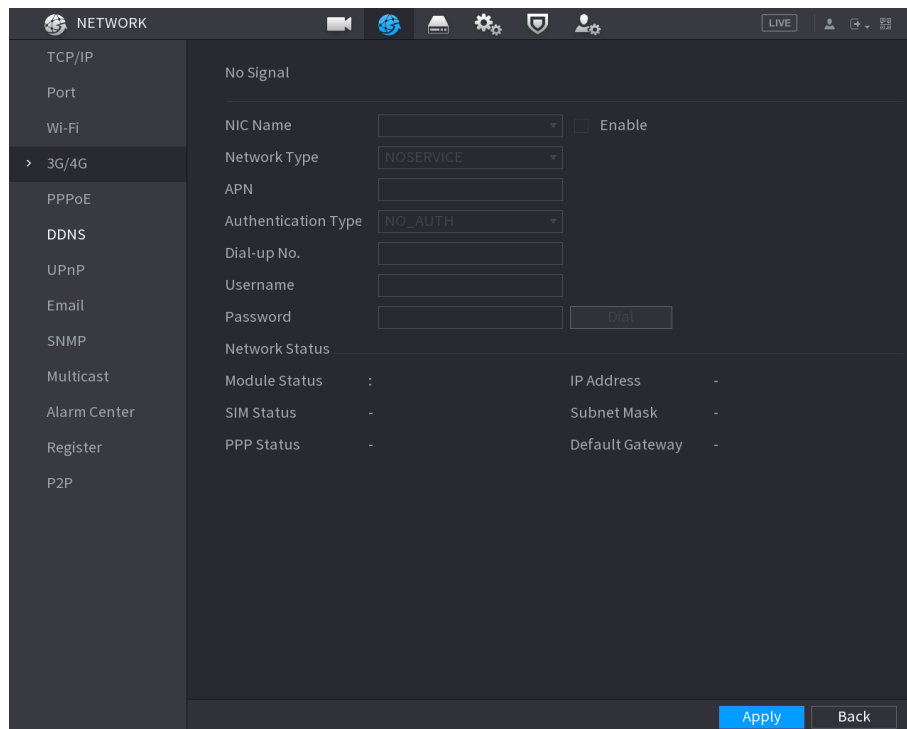 NETWORK
LIVE
TCP/IP
Port
Wi-Fi
3G/4G
PPPoE
DDNS
UPnP
Email
SNMP
Multicast
Alarm Center
Register
P2P
No Signal
NIC Name Enable
Network Type NOSERVICE
APN
Authentication Type NO_AUTH
Dial-up No.
Username
Password Dial
Network Status
Module Status : IP Address -
SIM Status - Subnet Mask -
PPP Status - Default Gateway -
Apply Back